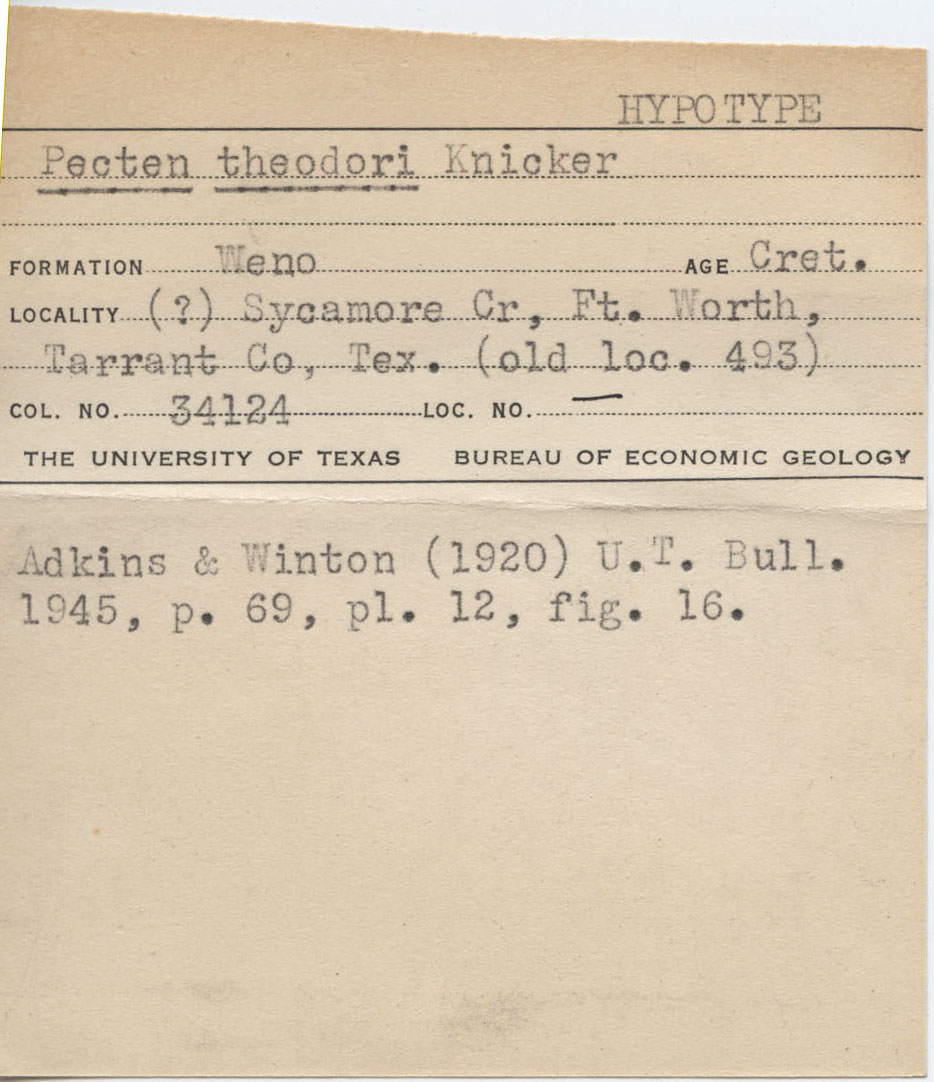 HYPOTYPE
Pecten theodori Knicker
FORMATION Weno AGE Cret.
LOCALITY (?) Sycamore Cr, Ft. Worth,
Tarrant Co, Tex. (old loc. 493)
COL. NO. 34124 LOC. NO. —
THE UNIVERSITY OF TEXAS BUREAU OF ECONOMIC GEOLOGY
Adkins & Winton (1920) U.T. Bull.
1945, p. 69, pl. 12, fig. 16.